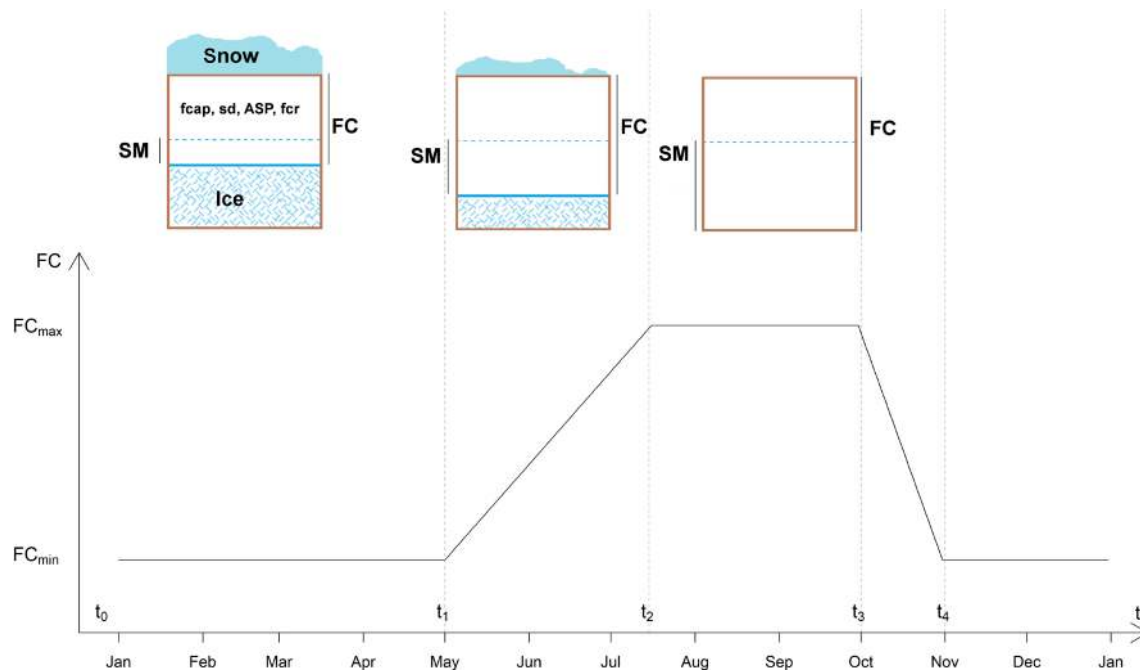 Snow
fcap, sd, ASP, fcr
FC
SM
Ice
FC
SM
FC
SM
FC
FCmax
FCmin
t0 t1 t2 t3 t4 t
Jan Feb Mar Apr May Jun Jul Aug Sep Oct Nov Dec Jan